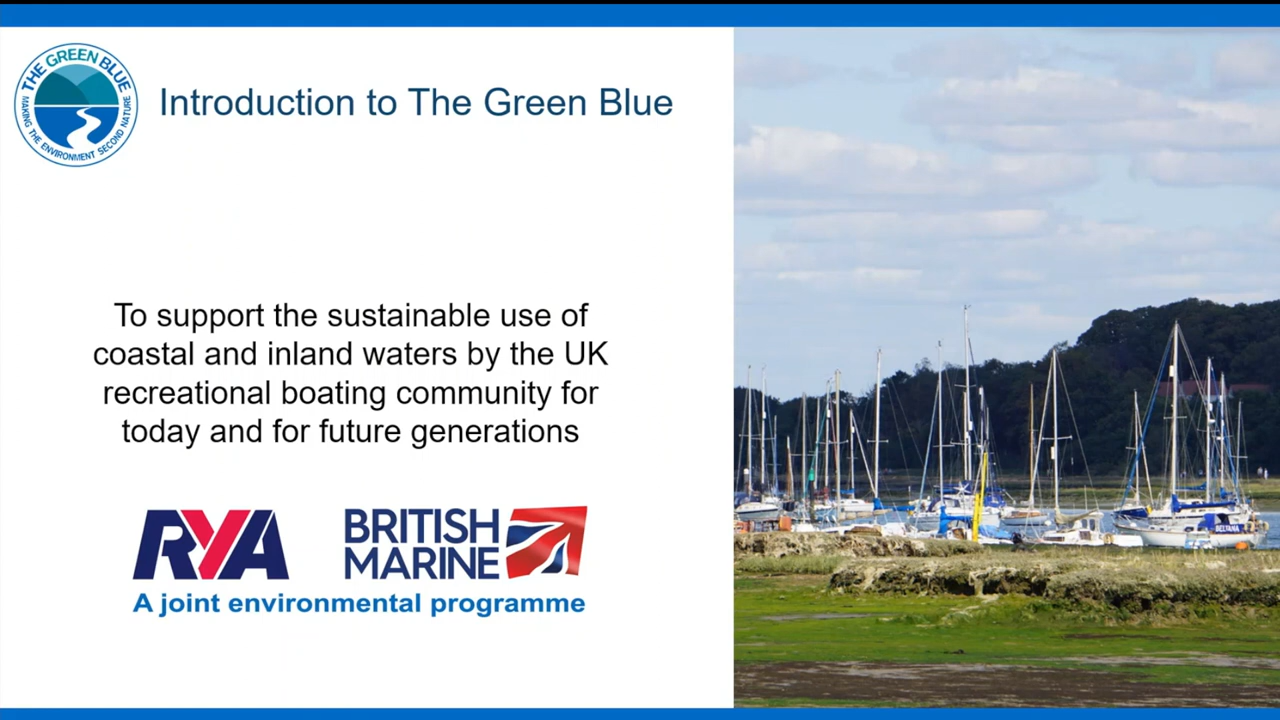 THE GREEN BLUE
MAKING THE ENVIRONMENT SECOND NATURE
Introduction to The Green Blue
To support the sustainable use of
coastal and inland waters by the UK
recreational boating community for
today and for future generations
RYA
BRITISH
MARINE
A joint environmental programme